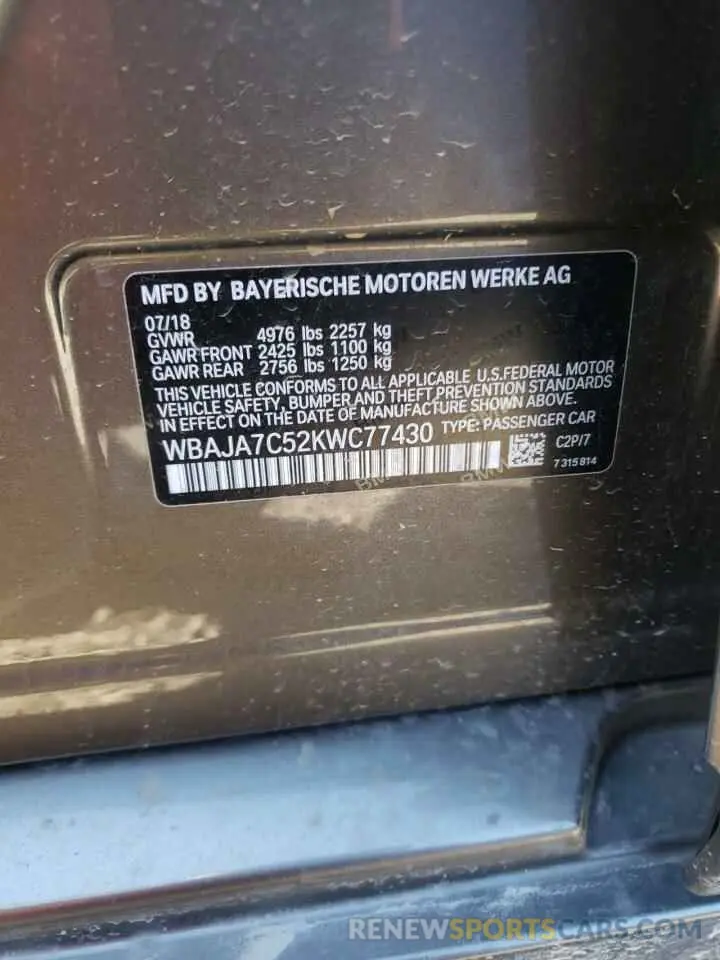 MFD BY BAYERISCHE MOTOREN WERKE AG
07/18
GVWR 4976 lbs 2257 kg
GAWR FRONT 2425 lbs 1100 kg
GAWR REAR 2756 lbs 1250 kg
THIS VEHICLE CONFORMS TO ALL APPLICABLE U.S.FEDERAL MOTOR
VEHICLE SAFETY, BUMPER AND THEFT PREVENTION STANDARDS
IN EFFECT ON THE DATE OF MANUFACTURE SHOWN ABOVE.
WBAJA7C52KWC77430 TYPE: PASSENGER CAR
C2P/7
7315814
RENEWSPORTSCARS.COM